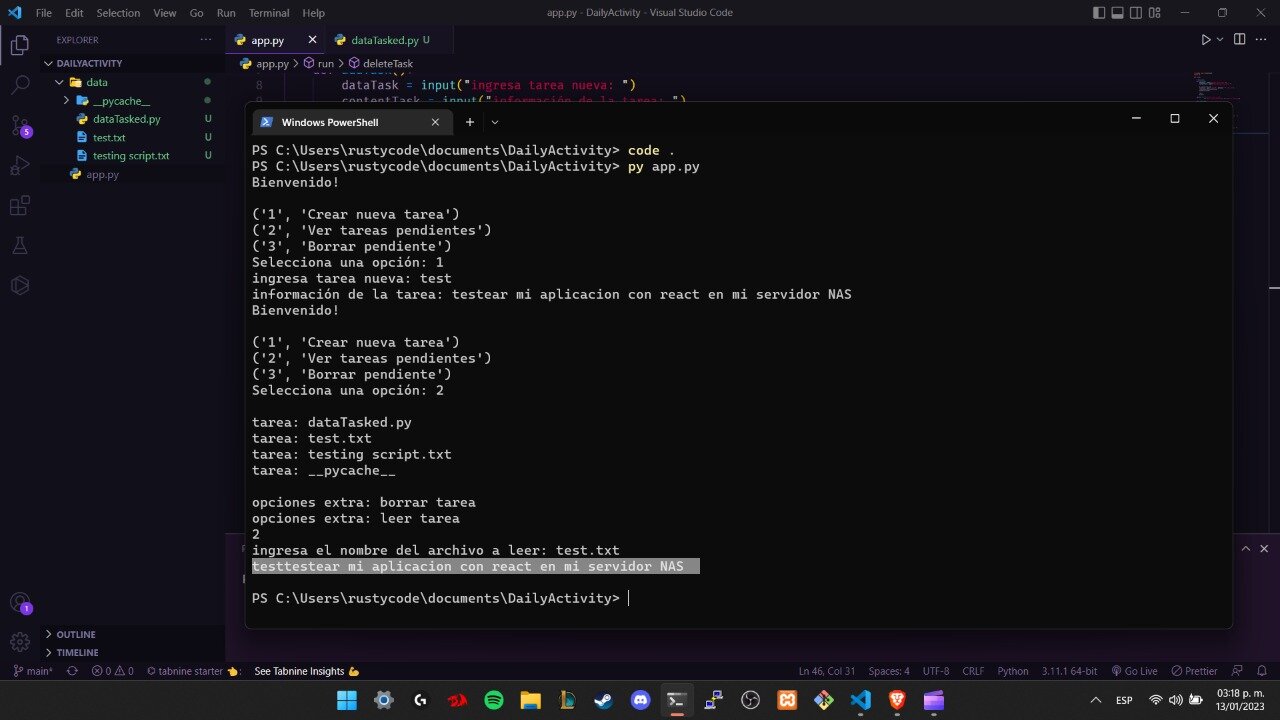 File Edit Selection View Go Run Terminal Help
app.py - DailyActivity - Visual Studio Code
EXPLORER
DAILYACTIVITY
data
__pycache__
dataTasked.py U
test.txt U
testing script.txt U
app.py
5
1
OUTLINE
TIMELINE
app.py
dataTasked.py U
app.py > run > deleteTask
8 dataTask = input("ingresa tarea nueva: ")
contentTask = input("información de la tarea: ")
Windows PowerShell
PS C:\Users\rustycode\documents\DailyActivity> code .
PS C:\Users\rustycode\documents\DailyActivity> py app.py
Bienvenido!
('1', 'Crear nueva tarea')
('2', 'Ver tareas pendientes')
('3', 'Borrar pendiente')
Selecciona una opción: 1
ingresa tarea nueva: test
información de la tarea: testear mi aplicacion con react en mi servidor NAS
Bienvenido!
('1', 'Crear nueva tarea')
('2', 'Ver tareas pendientes')
('3', 'Borrar pendiente')
Selecciona una opción: 2
tarea: dataTasked.py
tarea: test.txt
tarea: testing script.txt
tarea: __pycache__
opciones extra: borrar tarea
opciones extra: leer tarea
2
ingresa el nombre del archivo a leer: test.txt
testtestear mi aplicacion con react en mi servidor NAS
PS C:\Users\rustycode\documents\DailyActivity>
main* 0 0 tabnine starter See Tabnine Insights Ln 46, Col 31 Spaces: 4 UTF-8 CRLF Python 3.11.1 64-bit Go Live Prettier
ESP
03:18 p. m.
13/01/2023